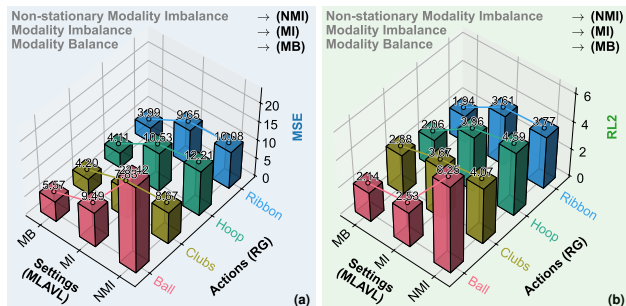 Non-stationary Modality Imbalance → (NMI)
Modality Imbalance → (MI)
Modality Balance → (MB)
20
15
10
5
0
MSE
3.99
9.65
10.08
4.11
10.53
12.21
4.20
8.67
5.57
9.49
MB
MI
NMI
Settings
(MLAVL)
Ball
Clubs
Hoop
Ribbon
Actions (RG)
(a)
Non-stationary Modality Imbalance → (NMI)
Modality Imbalance → (MI)
Modality Balance → (MB)
6
4
2
0
RL2
1.94
3.61
3.77
2.06
3.96
4.59
2.88
3.67
4.07
2.14
2.53
MB
MI
NMI
Settings
(MLAVL)
Ball
Clubs
Hoop
Ribbon
Actions (RG)
(b)